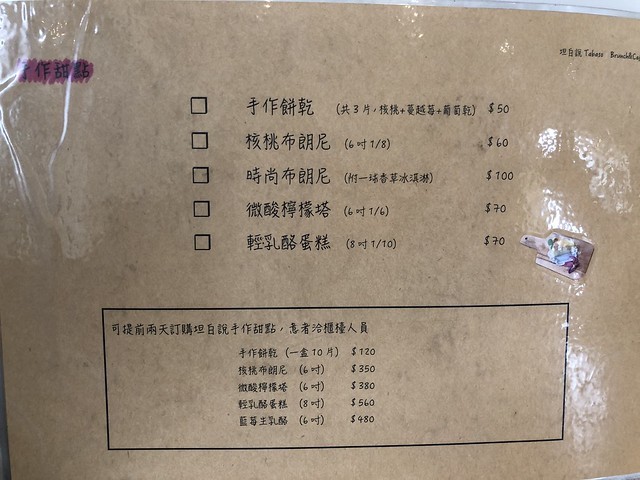 坦白說 Tabaso Brunch&Ca
手作甜點
手作餅乾 (共3片,核桃+蔓越莓+葡萄乾) $50
核桃布朗尼 (6吋1/8) $60
時尚布朗尼 (附一球香草冰淇淋) $100
微酸檸檬塔 (6吋1/6) $70
輕乳酪蛋糕 (8吋1/10) $70
可提前兩天訂購坦白說手作甜點，意者洽櫃檯人員
手作餅乾 (一盒10片) $120
核桃布朗尼 (6吋) $350
微酸檸檬塔 (6吋) $380
輕乳酪蛋糕 (8吋) $560
藍莓生乳酪 (6吋) $480